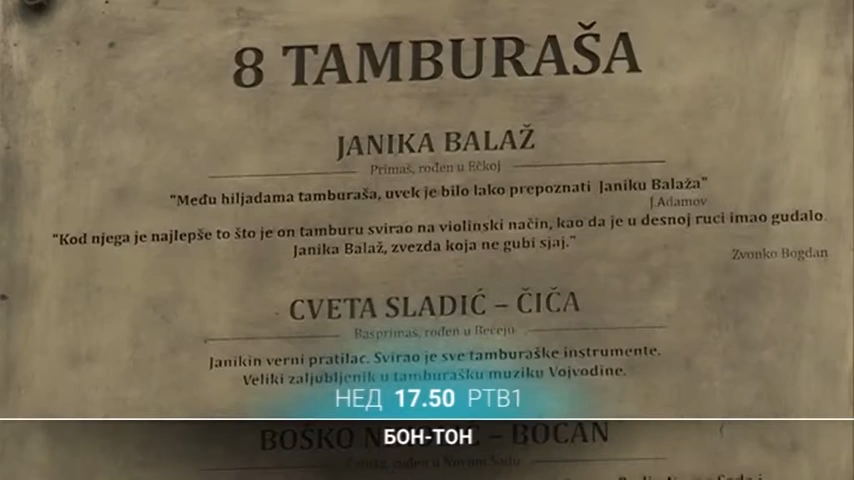 8 TAMBURAŠA
JANIKA BALAŽ
Primaš, rođen u Ečkoj
"Među hiljadama tamburaša, uvek je bilo lako prepoznati Janiku Balaža"
J.Adamov
"Kod njega je najlepše to što je on tamburu svirao na violinski način, kao da je u desnoj ruci imao gudalo.
Janika Balaž, zvezda koja ne gubi sjaj."
Zvonko Bogdan
CVETA SLADIĆ – ČIČA
Basprimaš, rođen u Bečeju
Janikin verni pratilac. Svirao je sve tamburaške instrumente.
Veliki zaljubljenik u tamburašku muziku Vojvodine.
НЕД 17.50 РТВ1
БОН-ТОН
BOŠKO – BOCAN
rođen u Novom Sadu